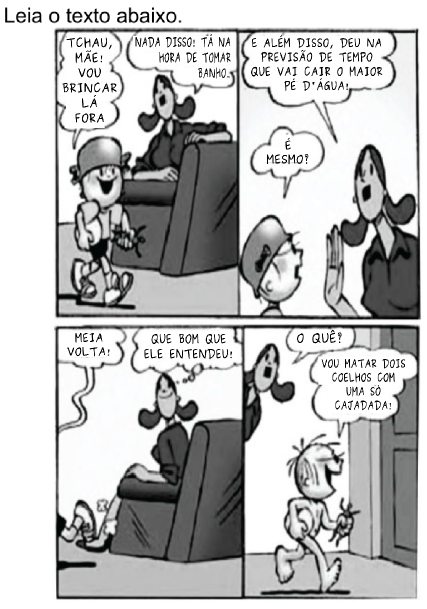 Leia o texto abaixo.
TCHAU,
MÃE!
VOU
BRINCAR
LÁ
FORA
NADA DISSO! TÁ NA
HORA DE TOMAR
BANHO.
E ALÉM DISSO, DEU NA
PREVISÃO DE TEMPO
QUE VAI CAIR O MAIOR
PÉ D'ÁGUA!
É
MESMO?
MEIA
VOLTA!
QUE BOM QUE
ELE ENTENDEU!
O QUÊ?
VOU MATAR DOIS
COELHOS COM
UMA SÓ
CAJADADA!